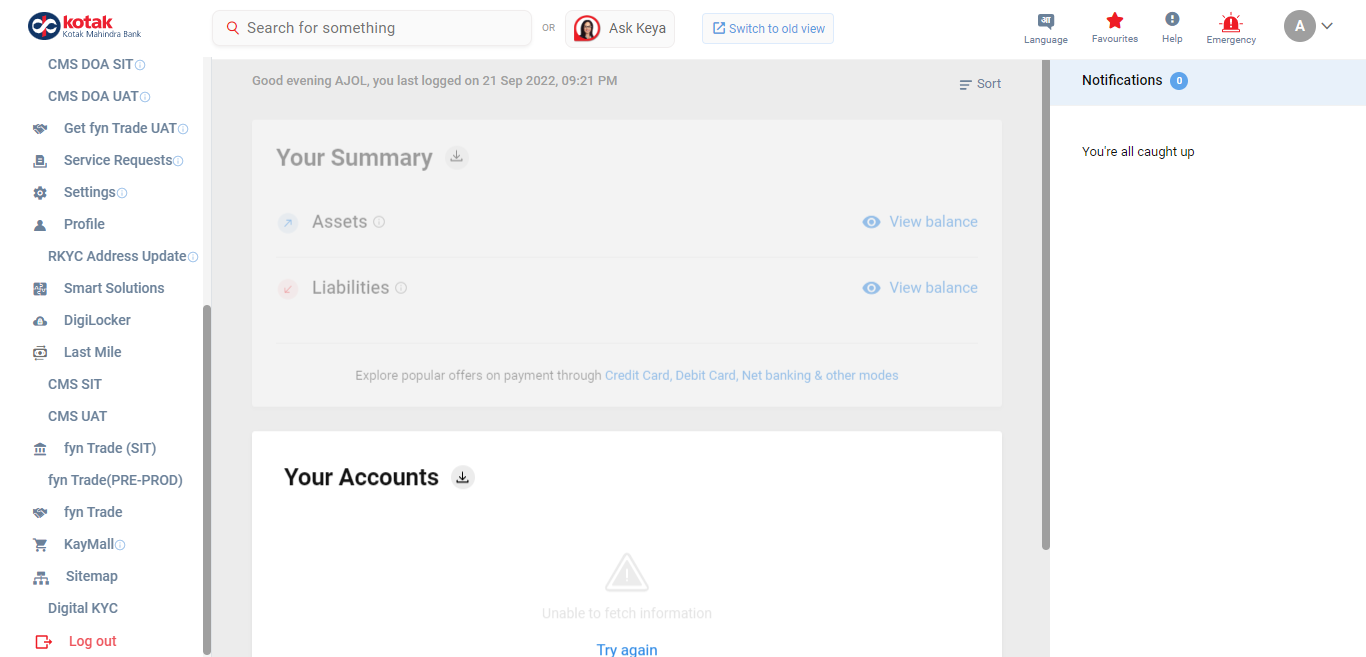 kotak
Kotak Mahindra Bank
Search for something
OR
Ask Keya
Switch to old view
अ
Language
Favourites
Help
Emergency
A
CMS DOA SIT
CMS DOA UAT
Get fyn Trade UAT
Service Requests
Settings
Profile
RKYC Address Update
Smart Solutions
DigiLocker
Last Mile
CMS SIT
CMS UAT
fyn Trade (SIT)
fyn Trade(PRE-PROD)
fyn Trade
KayMall
Sitemap
Digital KYC
Log out
Good evening AJOL, you last logged on 21 Sep 2022, 09:21 PM
Sort
Your Summary
Assets
View balance
Liabilities
View balance
Explore popular offers on payment through Credit Card, Debit Card, Net banking & other modes
Your Accounts
Unable to fetch information
Try again
Notifications 0
You're all caught up